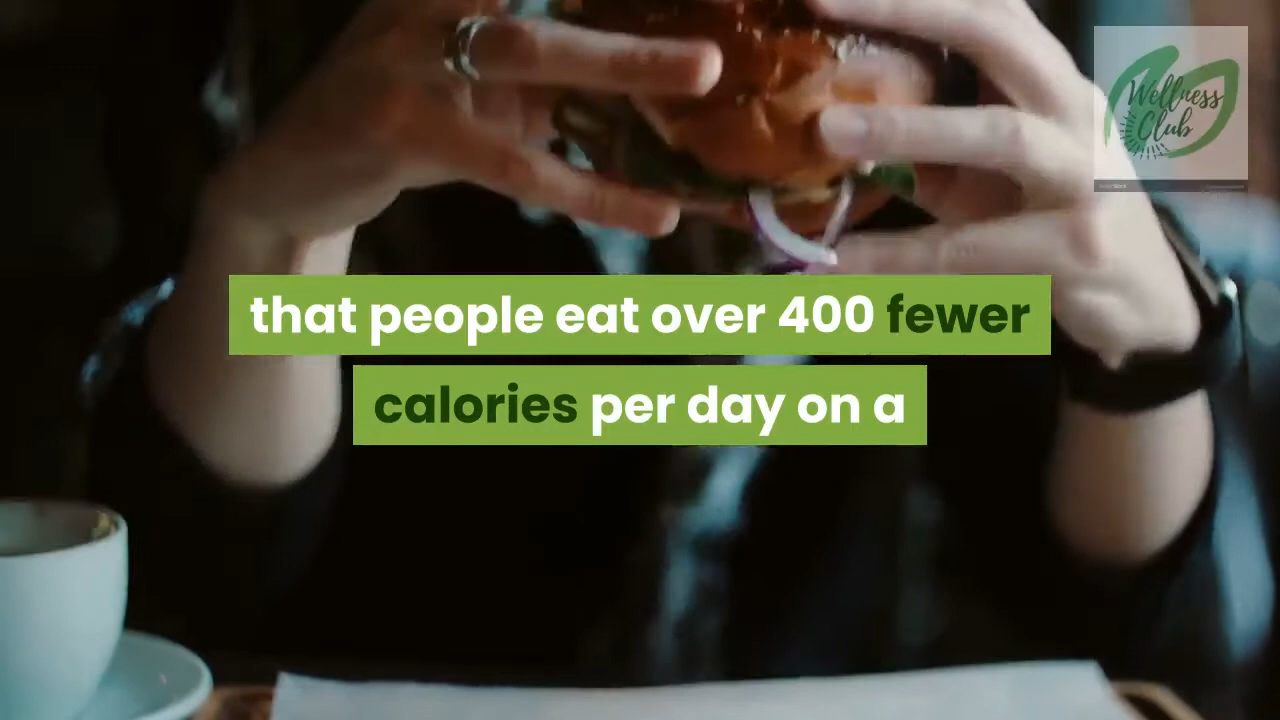 Wellness
Club
that people eat over 400 fewer
calories per day on a